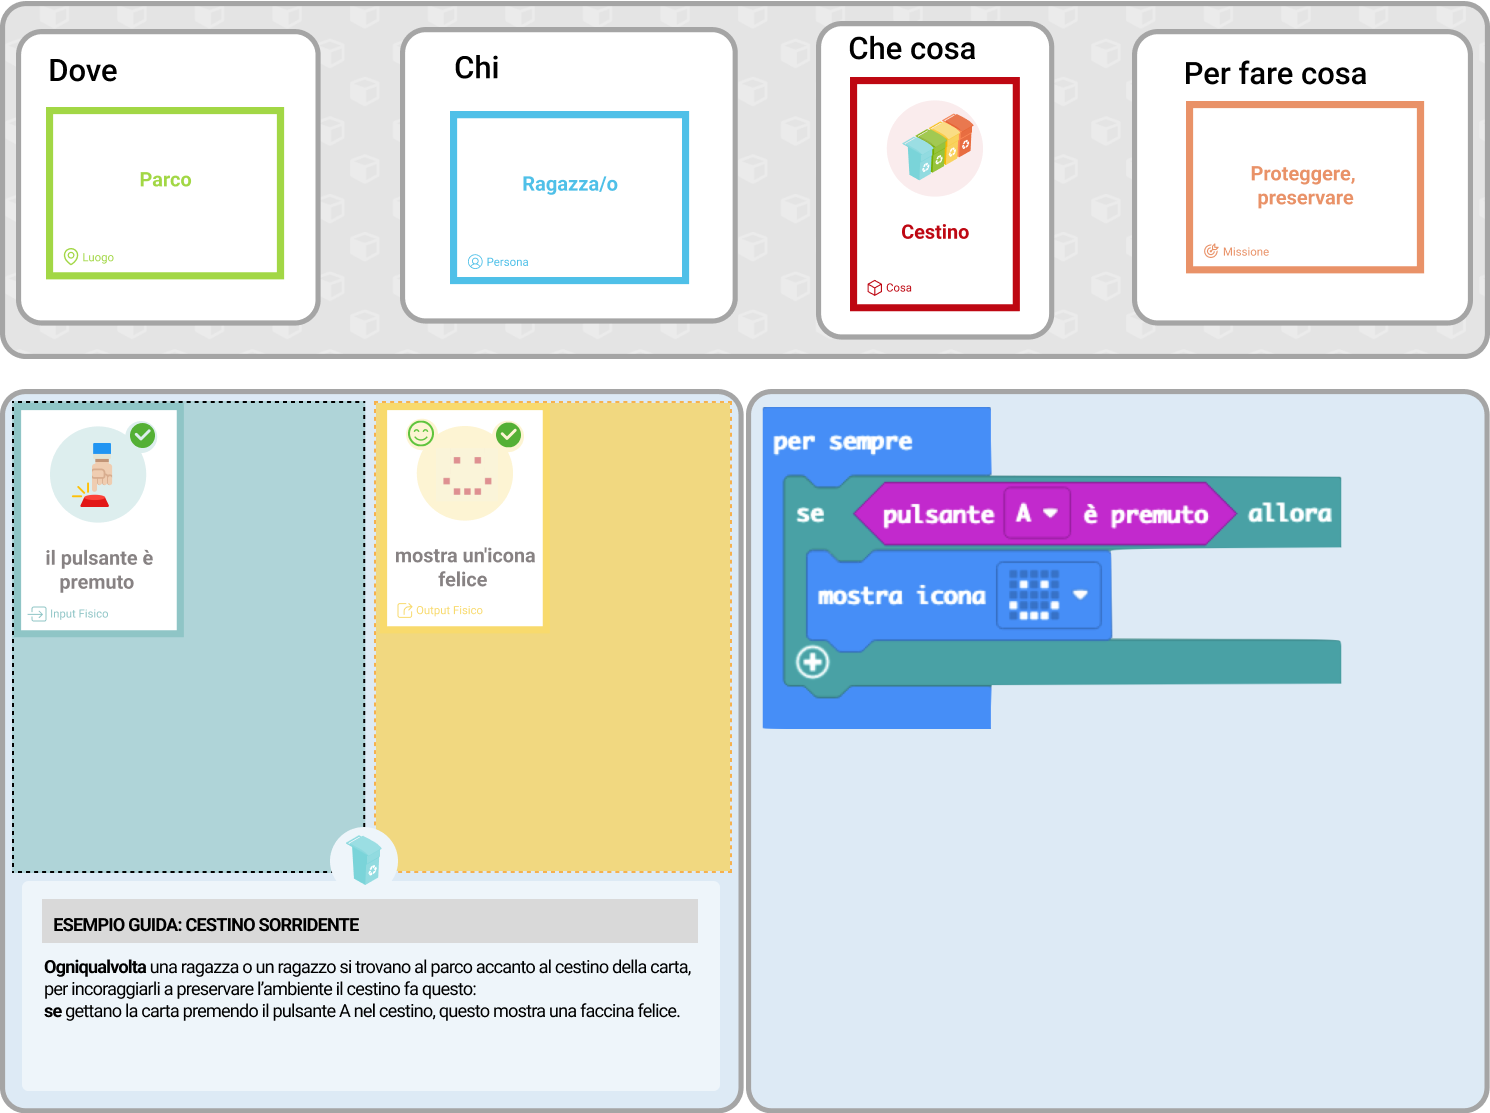 Dove
Parco
Luogo
Chi
Ragazza/o
Persona
Che cosa
Cestino
Cosa
Per fare cosa
Proteggere,
preservare
Missione
il pulsante è
premuto
Input Fisico
mostra un'icona
felice
Output Fisico
ESEMPIO GUIDA: CESTINO SORRIDENTE
Ogniqualvolta una ragazza o un ragazzo si trovano al parco accanto al cestino della carta,
per incoraggiarli a preservare l’ambiente il cestino fa questo:
se gettano la carta premendo il pulsante A nel cestino, questo mostra una faccina felice.
per sempre
se pulsante A è premuto allora
mostra icona